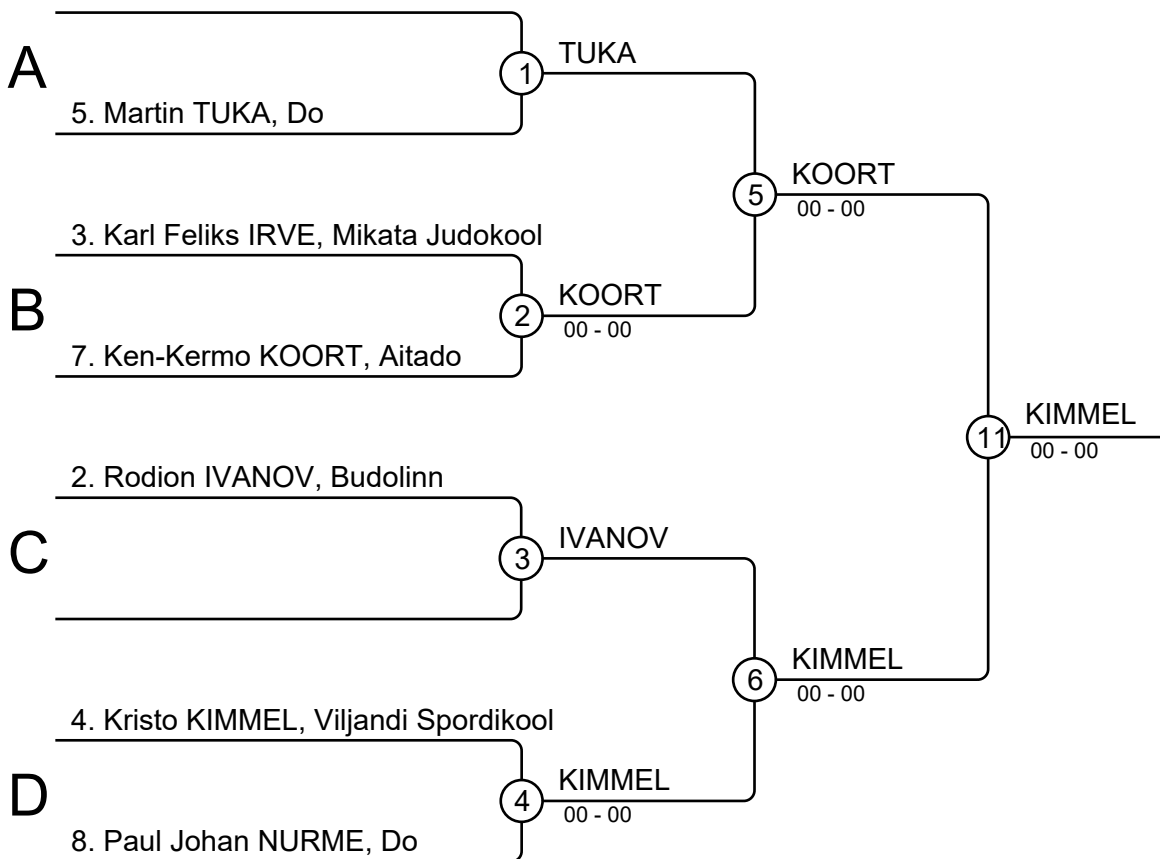 TUKA
A
1
5. Martin TUKA, Do
KOORT
5
00 - 00
3. Karl Feliks IRVE, Mikata Judokool
KOORT
B
2
00 - 00
7. Ken-Kermo KOORT, Aitado
KIMMEL
11
00 - 00
2. Rodion IVANOV, Budolinn
IVANOV
C
3
KIMMEL
6
00 - 00
4. Kristo KIMMEL, Viljandi Spordikool
KIMMEL
D
4
00 - 00
8. Paul Johan NURME, Do